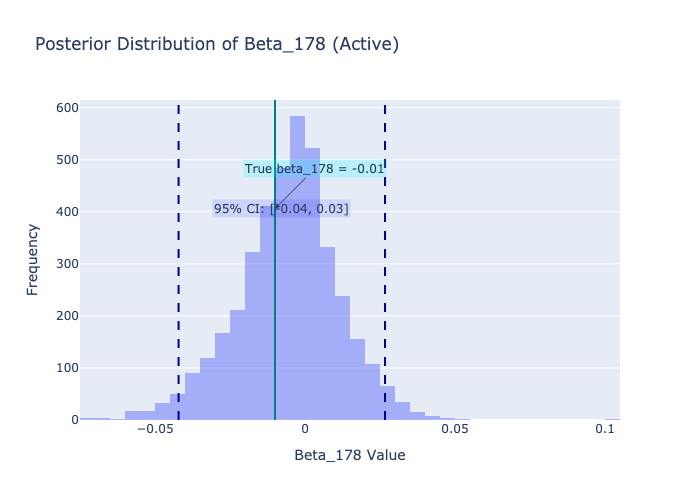 Posterior Distribution of Beta_178 (Active)
600
500
400
300
200
100
0
Frequency
True beta_178 = -0.01
95% CI: [-0.04, 0.03]
−0.05
0
0.05
0.1
Beta_178 Value